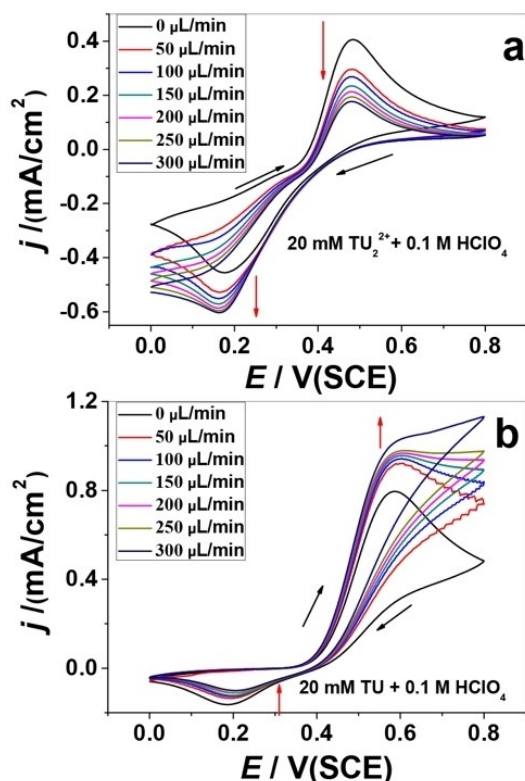 a
0 µL/min
50 µL/min
100 µL/min
150 µL/min
200 µL/min
250 µL/min
300 µL/min
0.4
0.2
0.0
-0.2
-0.4
-0.6
j /(mA/cm²)
20 mM TU₂²⁺ + 0.1 M HClO₄
0.0 0.2 0.4 0.6 0.8
E / V(SCE)
b
0 µL/min
50 µL/min
100 µL/min
150 µL/min
200 µL/min
250 µL/min
300 µL/min
1.2
0.8
0.4
0.0
j /(mA/cm²)
20 mM TU + 0.1 M HClO₄
0.0 0.2 0.4 0.6 0.8
E / V(SCE)